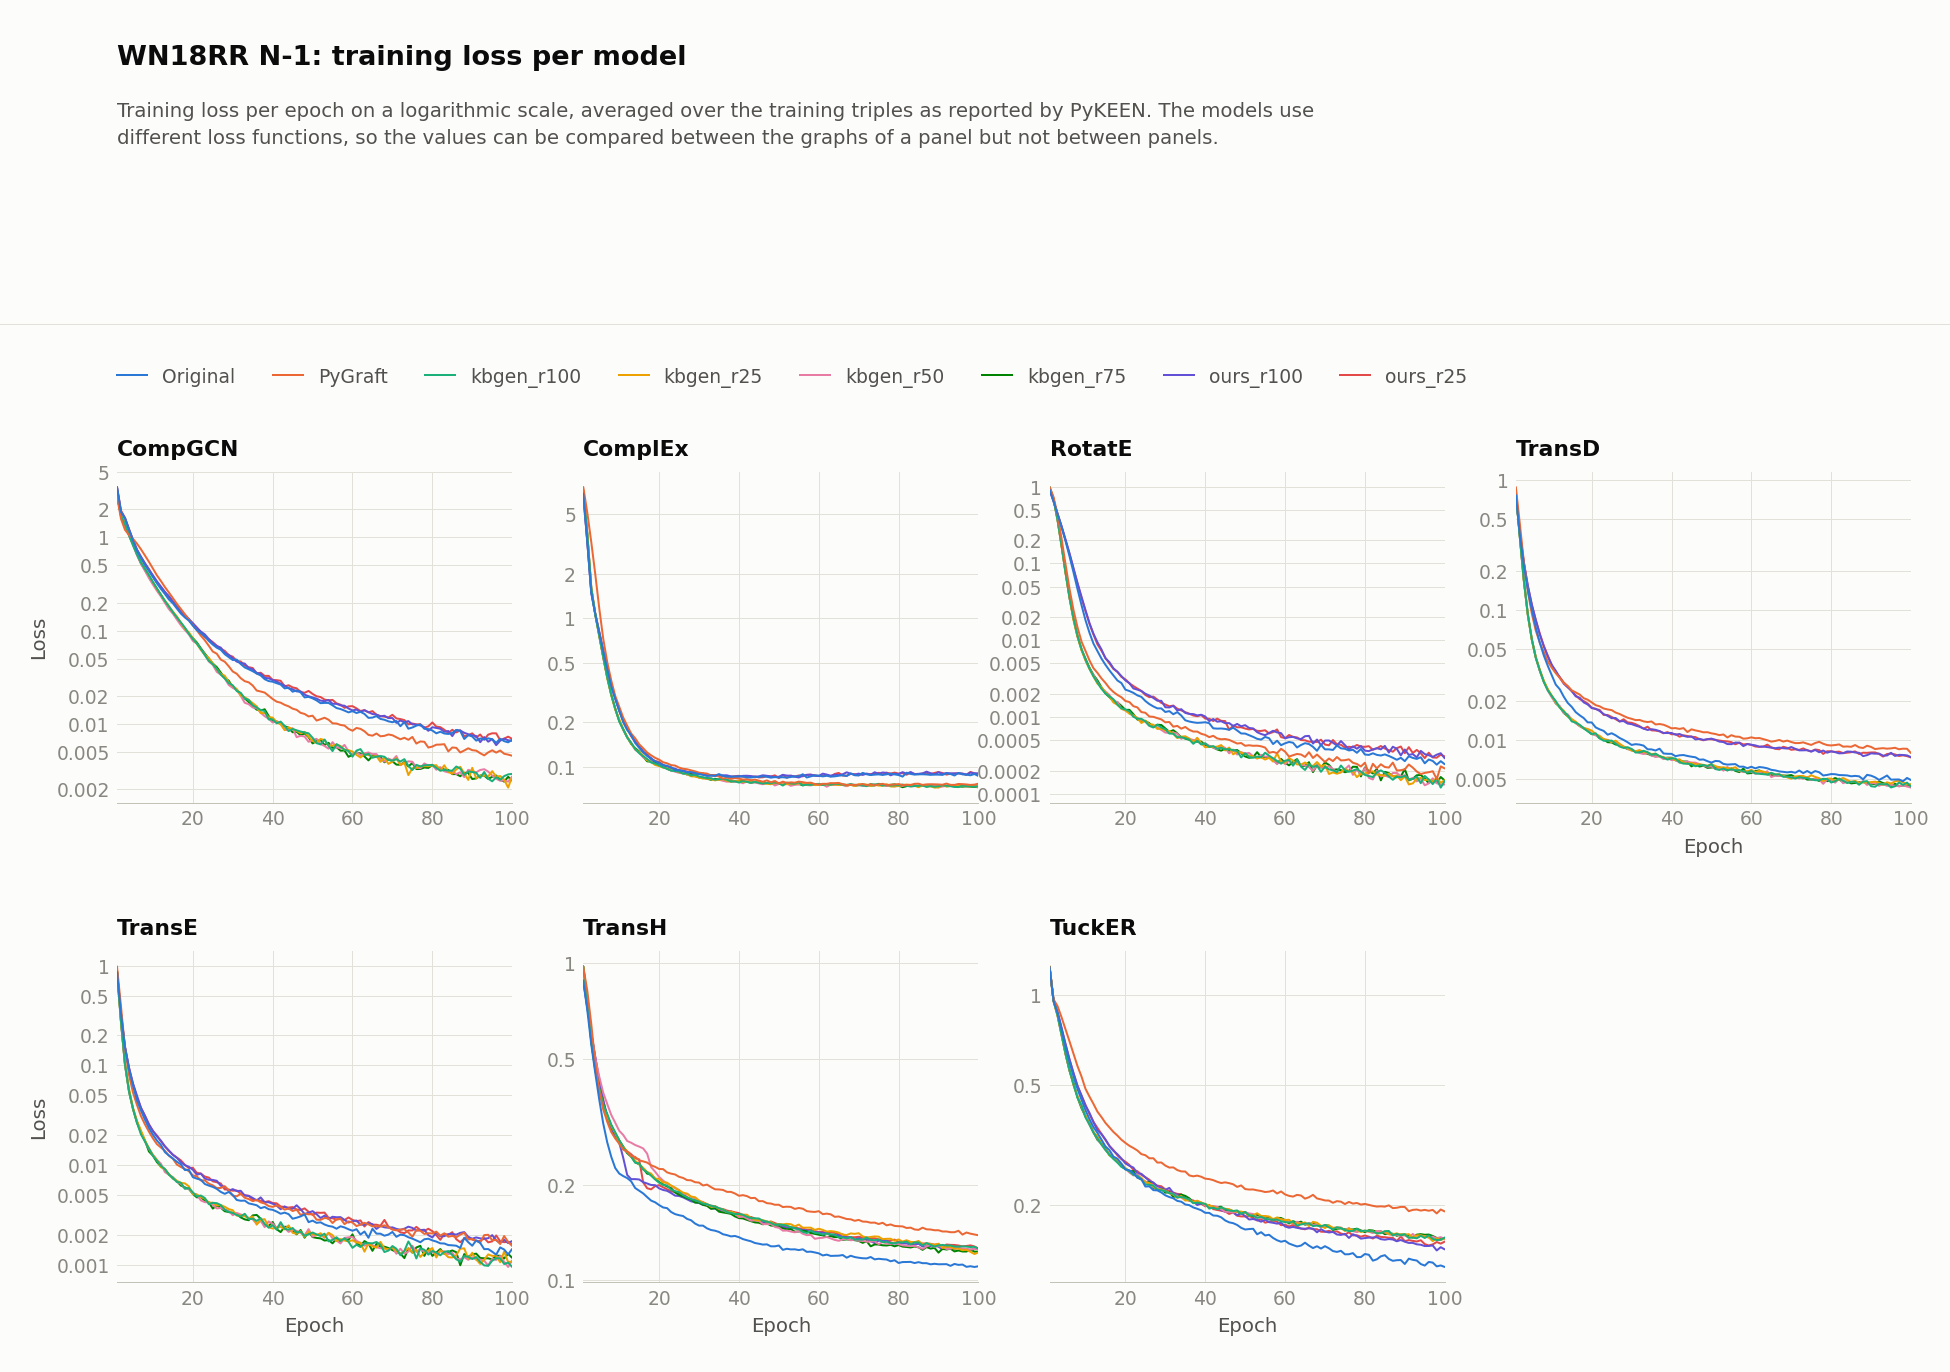 WN18RR N-1: training loss per model
Training loss per epoch on a logarithmic scale, averaged over the training triples as reported by PyKEEN. The models use
different loss functions, so the values can be compared between the graphs of a panel but not between panels.
Original PyGraft kbgen_r100 kbgen_r25 kbgen_r50 kbgen_r75 ours_r100 ours_r25
CompGCN
5
2
1
0.5
0.2
0.1
0.05
0.02
0.01
0.005
0.002
Loss
20 40 60 80 100
ComplEx
5
2
1
0.5
0.2
0.1
20 40 60 80 100
RotatE
1
0.5
0.2
0.1
0.05
0.02
0.01
0.005
0.002
0.001
0.0005
0.0002
0.0001
20 40 60 80 100
TransD
1
0.5
0.2
0.1
0.05
0.02
0.01
0.005
20 40 60 80 100
Epoch
TransE
1
0.5
0.2
0.1
0.05
0.02
0.01
0.005
0.002
0.001
Loss
20 40 60 80 100
Epoch
TransH
1
0.5
0.2
0.1
20 40 60 80 100
Epoch
TuckER
1
0.5
0.2
20 40 60 80 100
Epoch